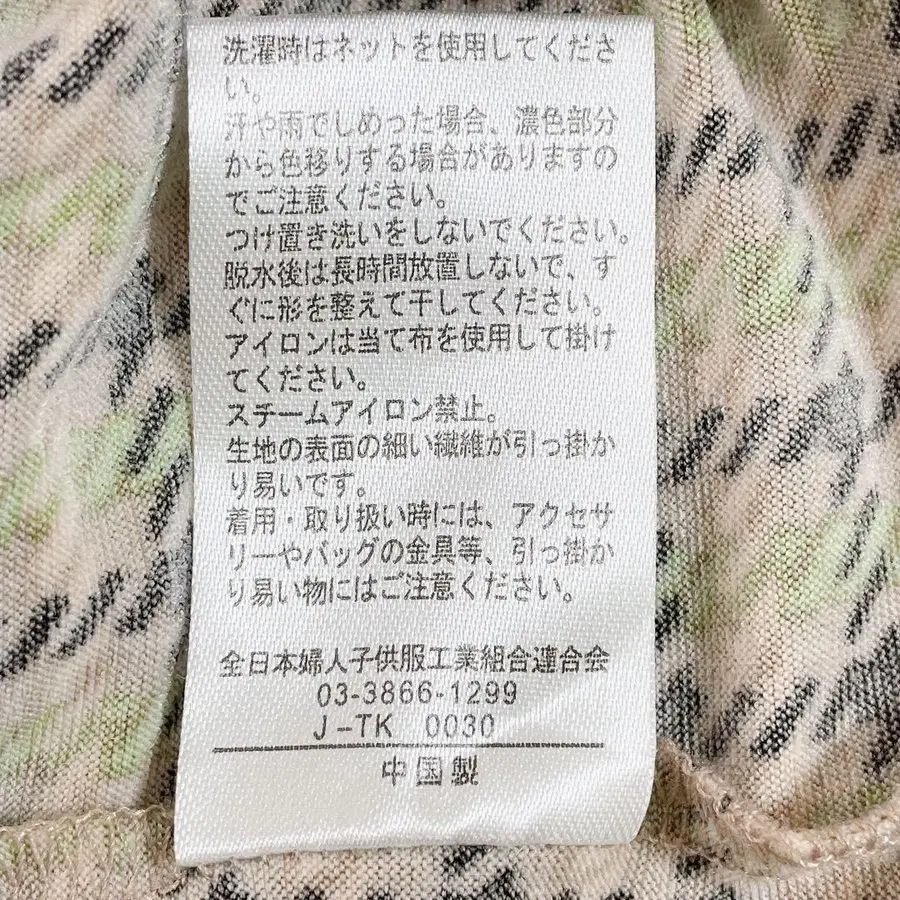 洗濯時はネットを使用してくださ
い。
汗や雨でしめった場合、濃色部分
から色移りする場合がありますの
でご注意ください。
つけ置き洗いをしないでください。
脱水後は長時間放置しないで、す
ぐに形を整えて干してください。
アイロンは当て布を使用して掛け
てください。
スチームアイロン禁止。
生地の表面の細い繊維が引っ掛か
り易いです。
着用・取り扱い時には、アクセサ
リーやバッグの金具等、引っ掛か
り易い物にはご注意ください。
全日本婦人子供服工業組合連合会
03-3866-1299
J-TK 0030
中国製